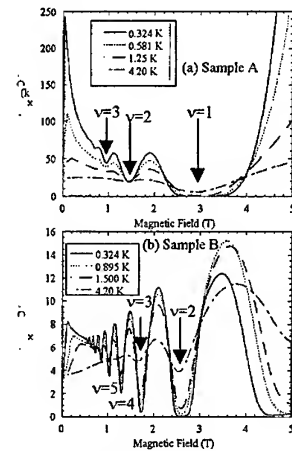 250
200
150
100
50
0
0.324 K
0.581 K
1.25 K
4.20 K
(a) Sample A
ν=3
ν=2
ν=1
0 1 2 3 4 5
Magnetic Field (T)
16
14
12
10
8
6
4
2
0
(b) Sample B
0.324 K
0.895 K
1.500 K
4.20 K
ν=3
ν=2
ν=5
ν=4
0 1 2 3 4 5
Magnetic Field (T)